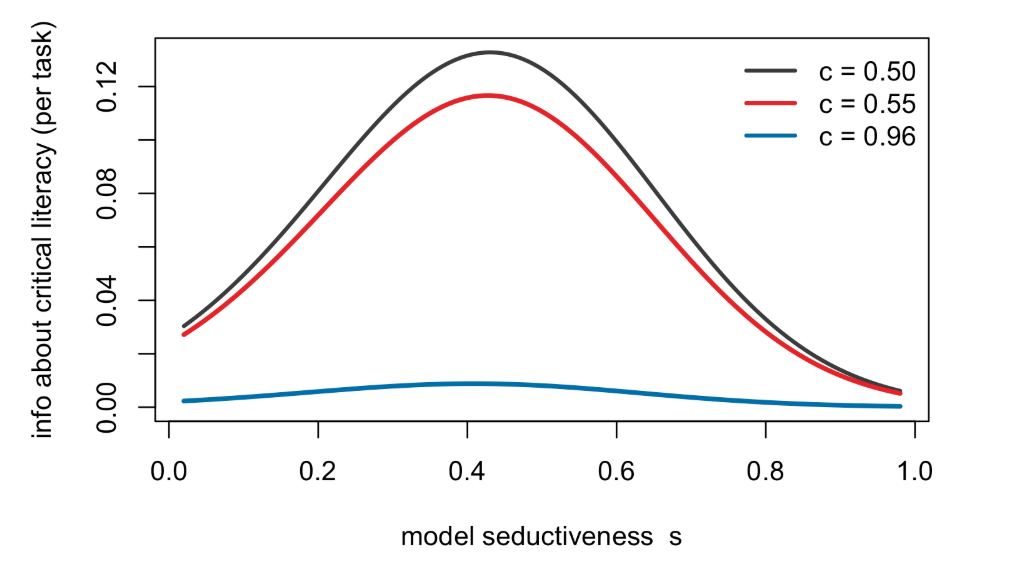 info about critical literacy (per task)
0.12
0.08
0.04
0.00
c = 0.50
c = 0.55
c = 0.96
0.0 0.2 0.4 0.6 0.8 1.0
model seductiveness s